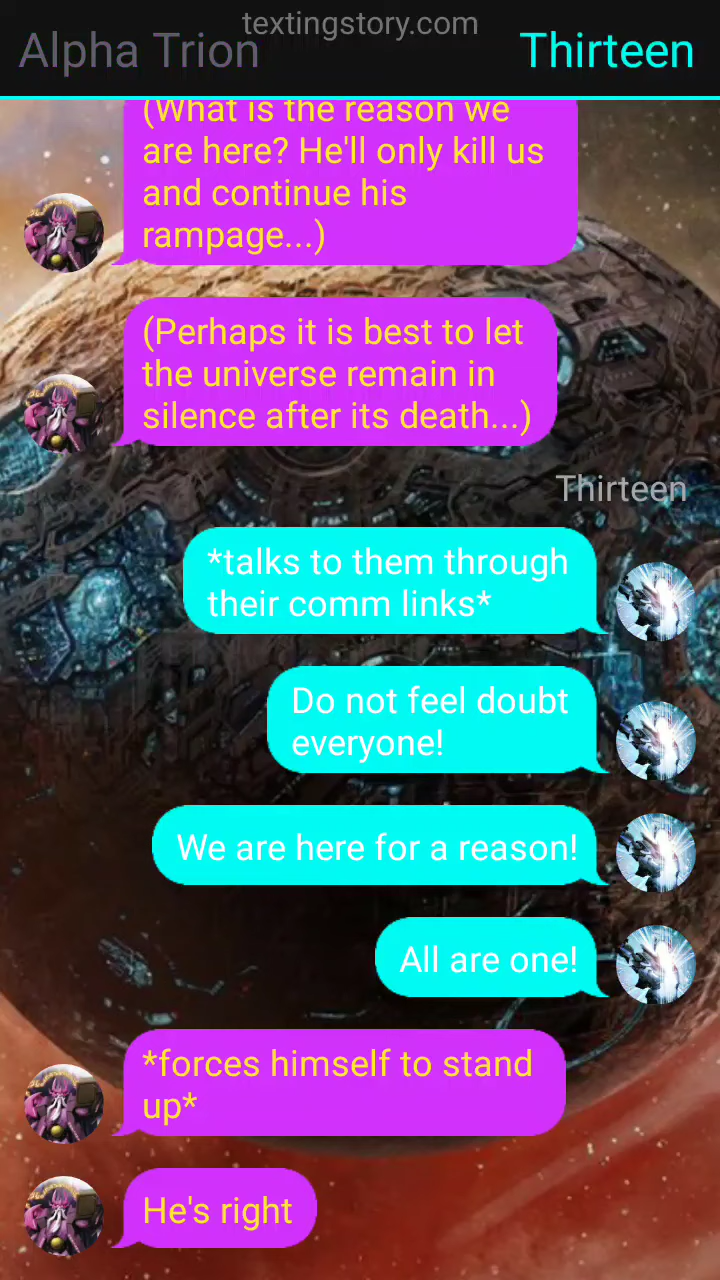 textingstory.com
Alpha Trion
Thirteen
(What is the reason we
are here? He'll only kill us
and continue his
rampage...)
(Perhaps it is best to let
the universe remain in
silence after its death...)
Thirteen
*talks to them through
their comm links*
Do not feel doubt
everyone!
We are here for a reason!
All are one!
*forces himself to stand
up*
He's right